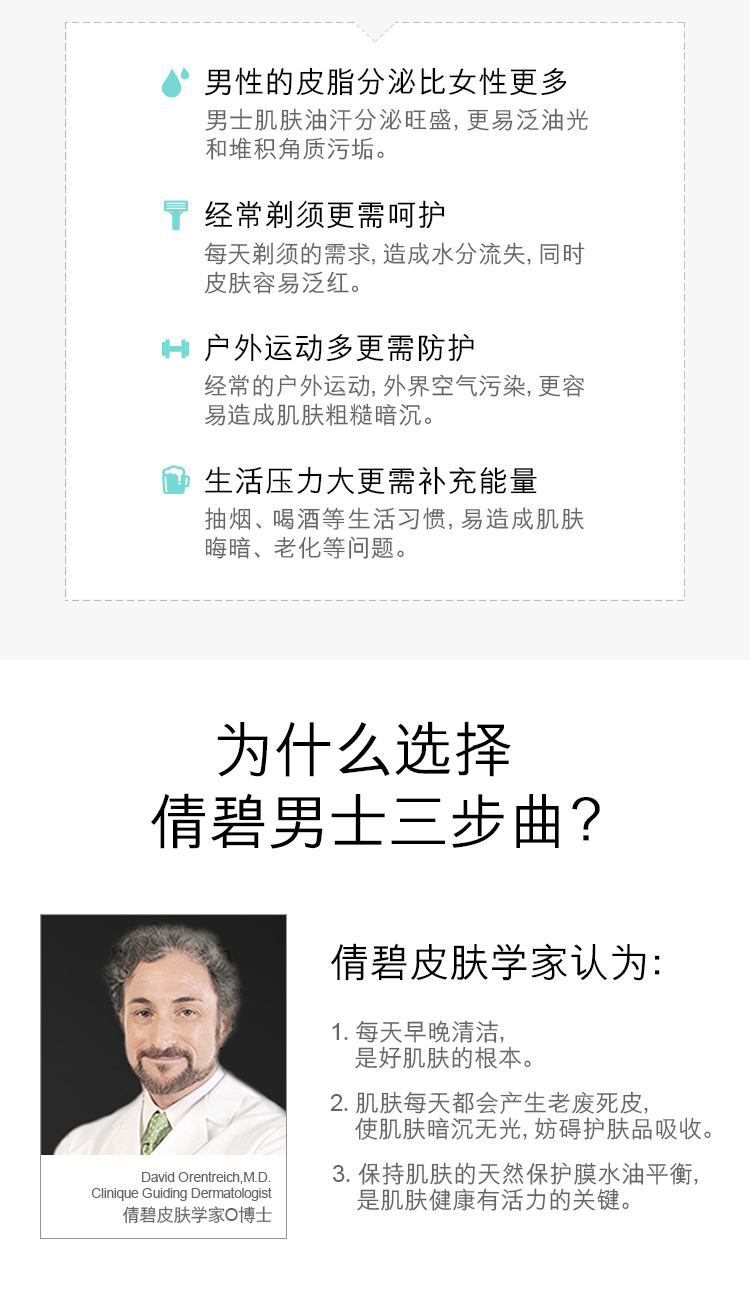 男性的皮脂分泌比女性更多
男士肌肤油汗分泌旺盛, 更易泛油光
和堆积角质污垢。
经常剃须更需呵护
每天剃须的需求, 造成水分流失, 同时
皮肤容易泛红。
户外运动多更需防护
经常的户外运动, 外界空气污染, 更容
易造成肌肤粗糙暗沉。
生活压力大更需补充能量
抽烟、喝酒等生活习惯, 易造成肌肤
晦暗、老化等问题。
为什么选择
倩碧男士三步曲?
倩碧皮肤学家认为:
1. 每天早晚清洁,
是好肌肤的根本。
2. 肌肤每天都会产生老废死皮,
使肌肤暗沉无光, 妨碍护肤品吸收。
3. 保持肌肤的天然保护膜水油平衡,
是肌肤健康有活力的关键。
David Orentreich,M.D.
Clinique Guiding Dermatologist
倩碧皮肤学家O博士